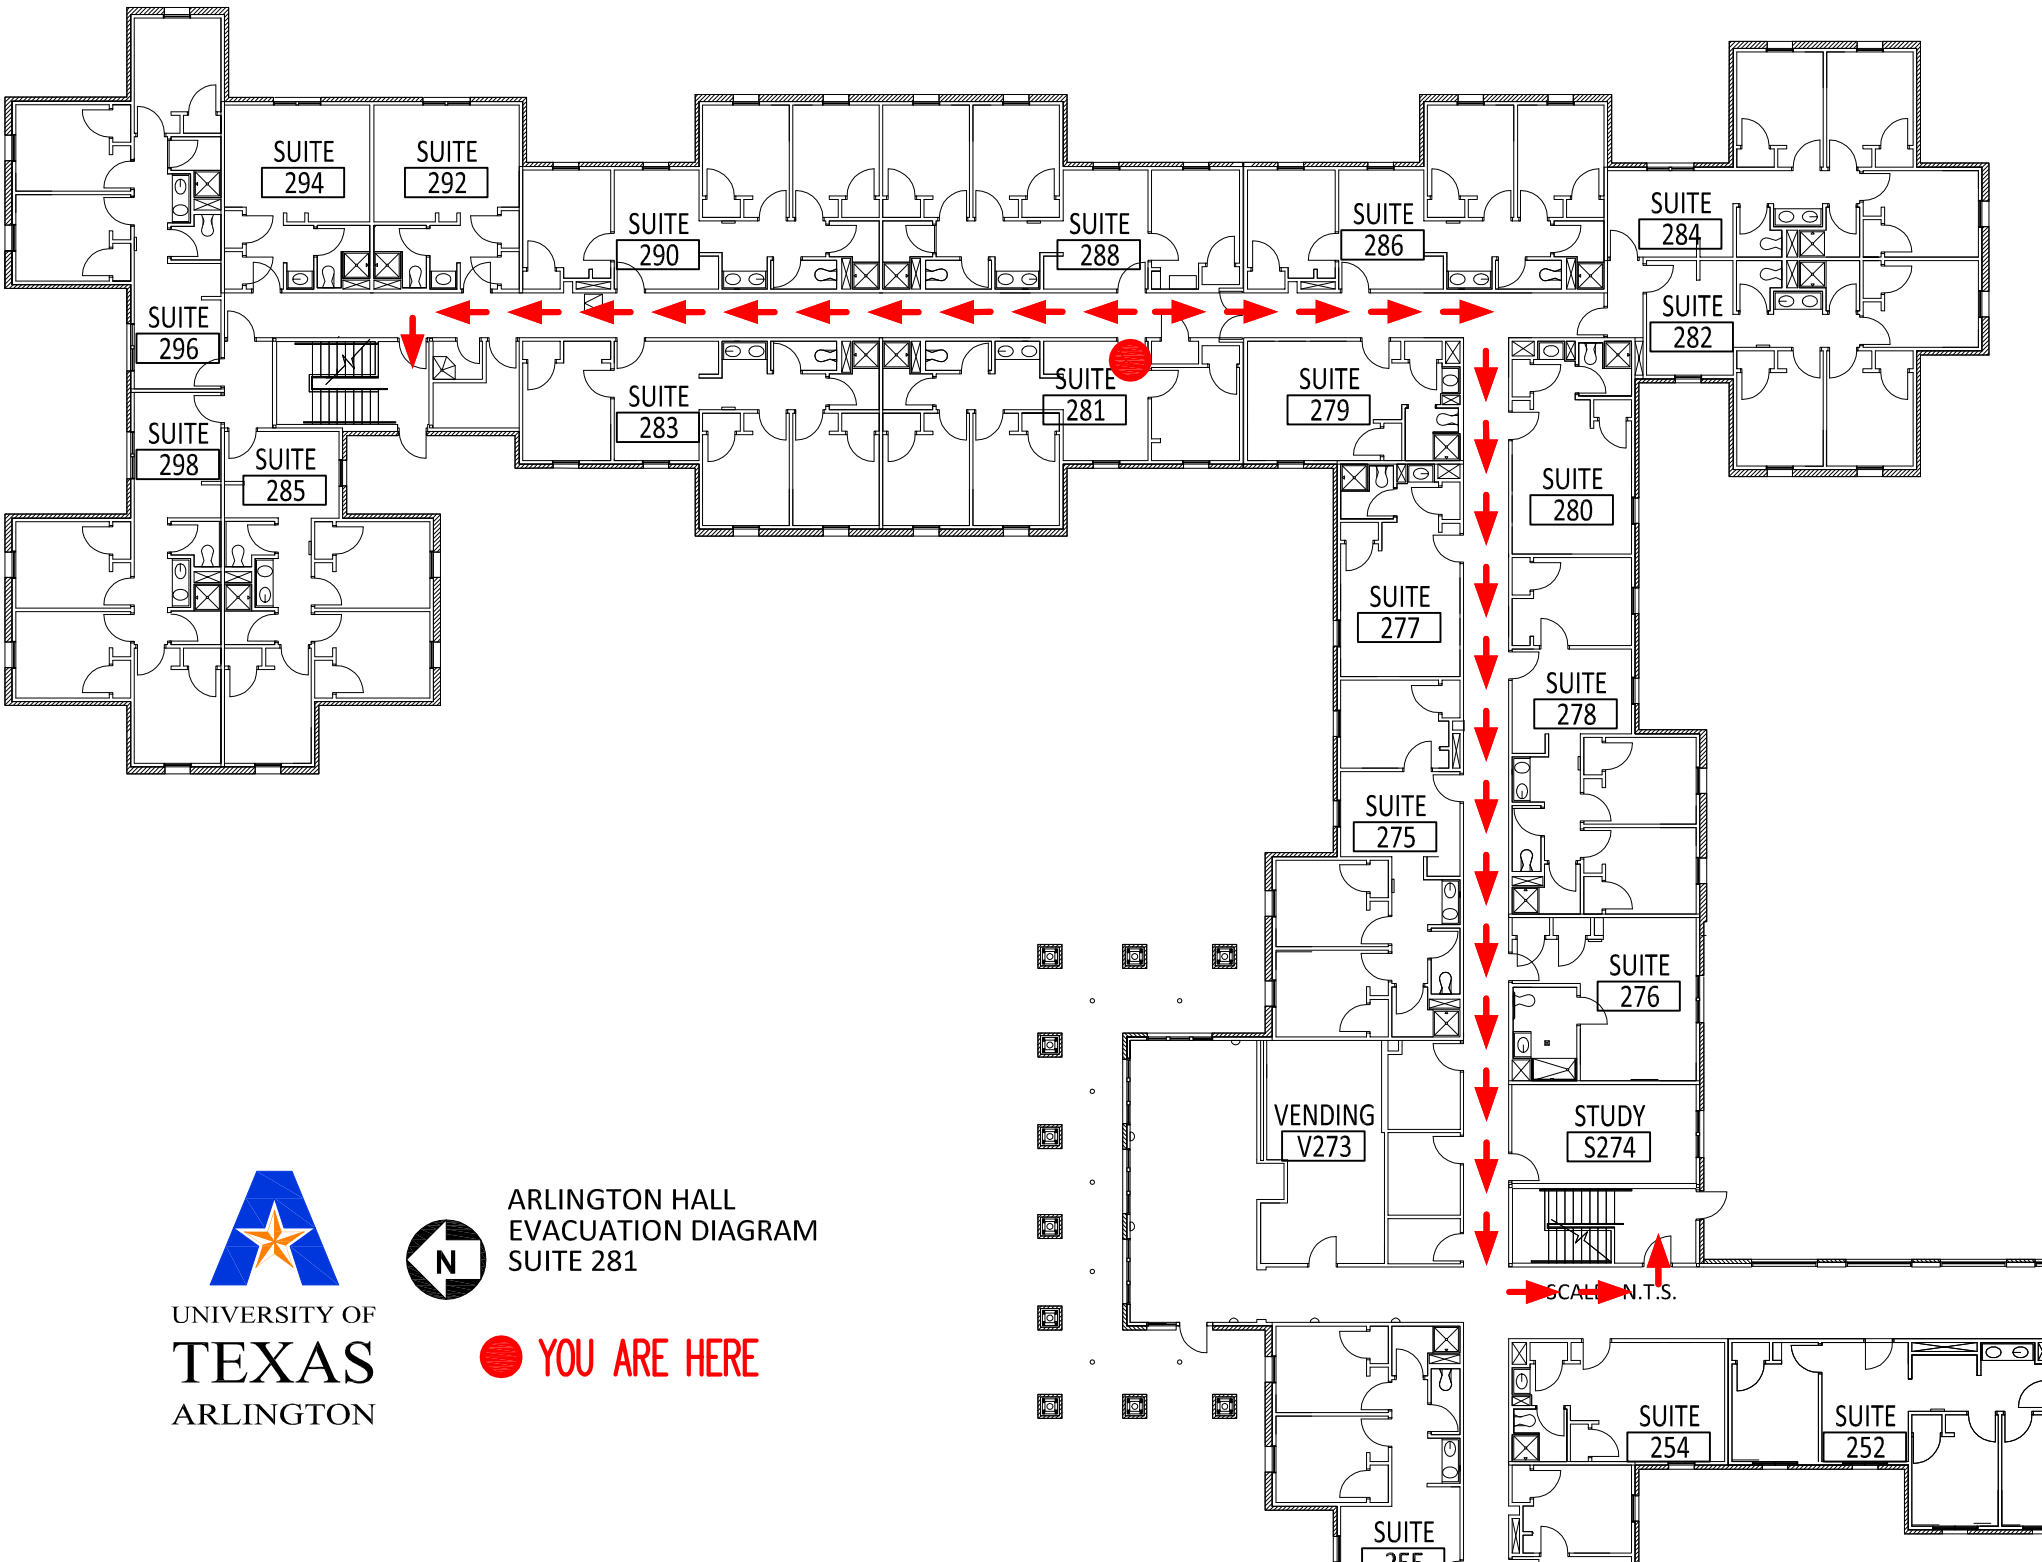 SUITE
294
SUITE
292
SUITE
290
SUITE
288
SUITE
286
SUITE
284
SUITE
282
SUITE
296
SUITE
298
SUITE
285
SUITE
283
SUITE
281
SUITE
279
SUITE
280
SUITE
277
SUITE
278
SUITE
275
SUITE
276
VENDING
V273
STUDY
S274
SCALE N.T.S.
SUITE
254
SUITE
252
SUITE
255
N
ARLINGTON HALL
EVACUATION DIAGRAM
SUITE 281
YOU ARE HERE
UNIVERSITY OF
TEXAS
ARLINGTON